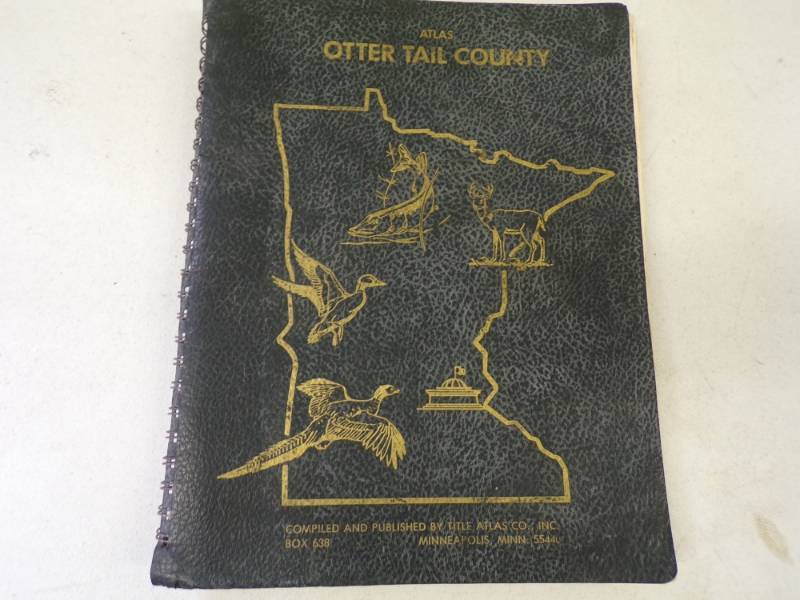 ATLAS
OTTER TAIL COUNTY
COMPILED AND PUBLISHED BY TITLE ATLAS CO., INC.
BOX 638 MINNEAPOLIS, MINN.